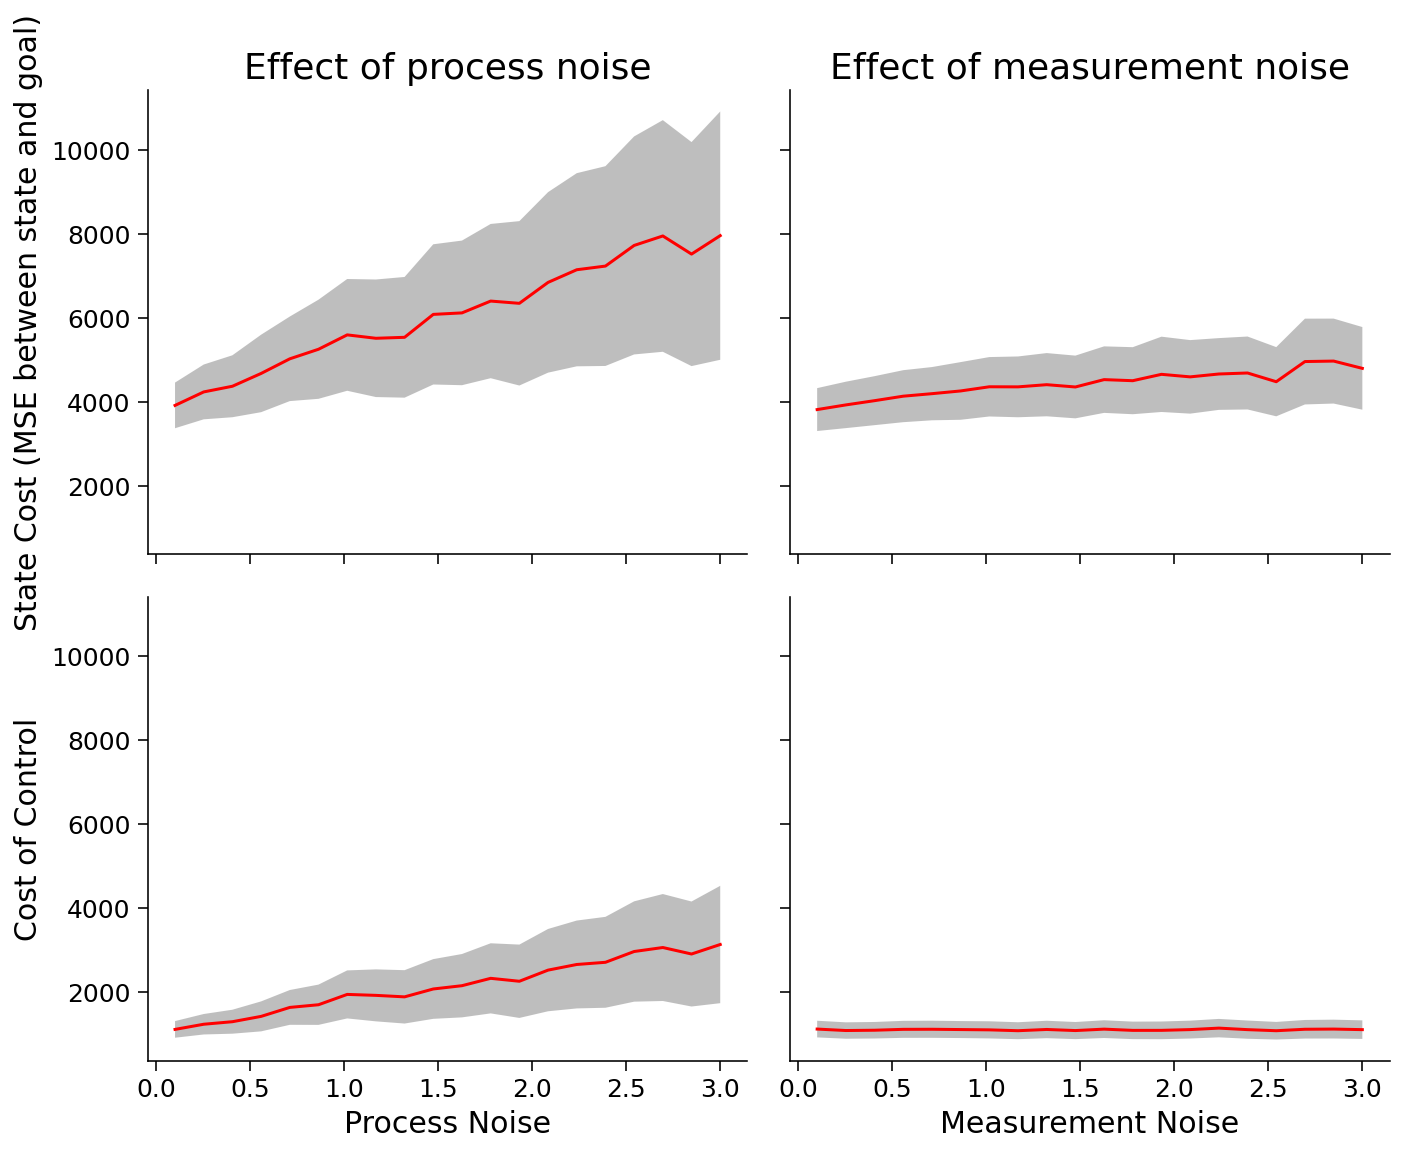 Effect of process noise
Effect of measurement noise
State Cost (MSE between state and goal)
10000
8000
6000
4000
2000
Cost of Control
10000
8000
6000
4000
2000
0.0 0.5 1.0 1.5 2.0 2.5 3.0
0.0 0.5 1.0 1.5 2.0 2.5 3.0
Process Noise
Measurement Noise